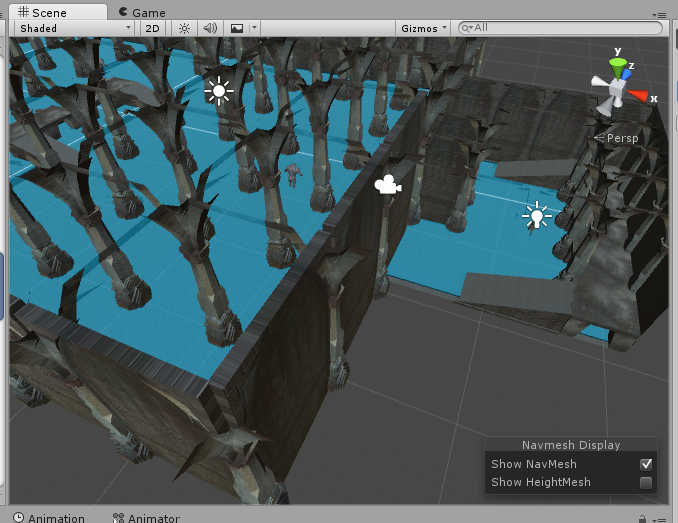 Scene
Game
Shaded
2D
Gizmos
All
y
z
x
Persp
Navmesh Display
Show NavMesh
Show HeightMesh
Animation
Animator